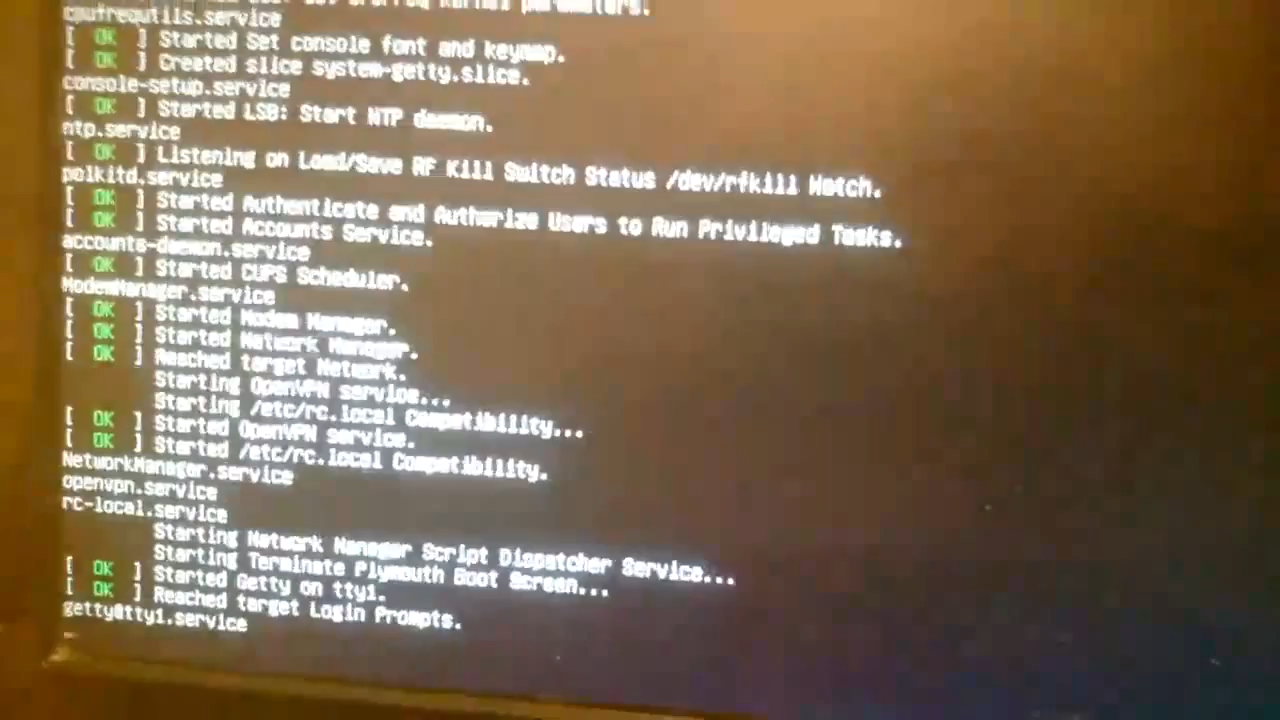 kernel parameters.
cpufrequtils.service
[ OK ] Started Set console font and keymap.
[ OK ] Created slice system-getty.slice.
console-setup.service
[ OK ] Started LSB: Start NTP daemon.
ntp.service
[ OK ] Listening on Load/Save RF Kill Switch Status /dev/rfkill Watch.
polkitd.service
[ OK ] Started Authenticate and Authorize Users to Run Privileged Tasks.
[ OK ] Started Accounts Service.
accounts-daemon.service
[ OK ] Started CUPS Scheduler.
ModemManager.service
[ OK ] Started Modem Manager.
[ OK ] Started Network Manager.
[ OK ] Reached target Network.
Starting OpenVPN service...
Starting /etc/rc.local Compatibility...
[ OK ] Started OpenVPN service.
[ OK ] Started /etc/rc.local Compatibility.
NetworkManager.service
openvpn.service
rc-local.service
Starting Network Manager Script Dispatcher Service...
Starting Terminate Plymouth Boot Screen...
[ OK ] Started Getty on tty1.
[ OK ] Reached target Login Prompts.
getty@tty1.service